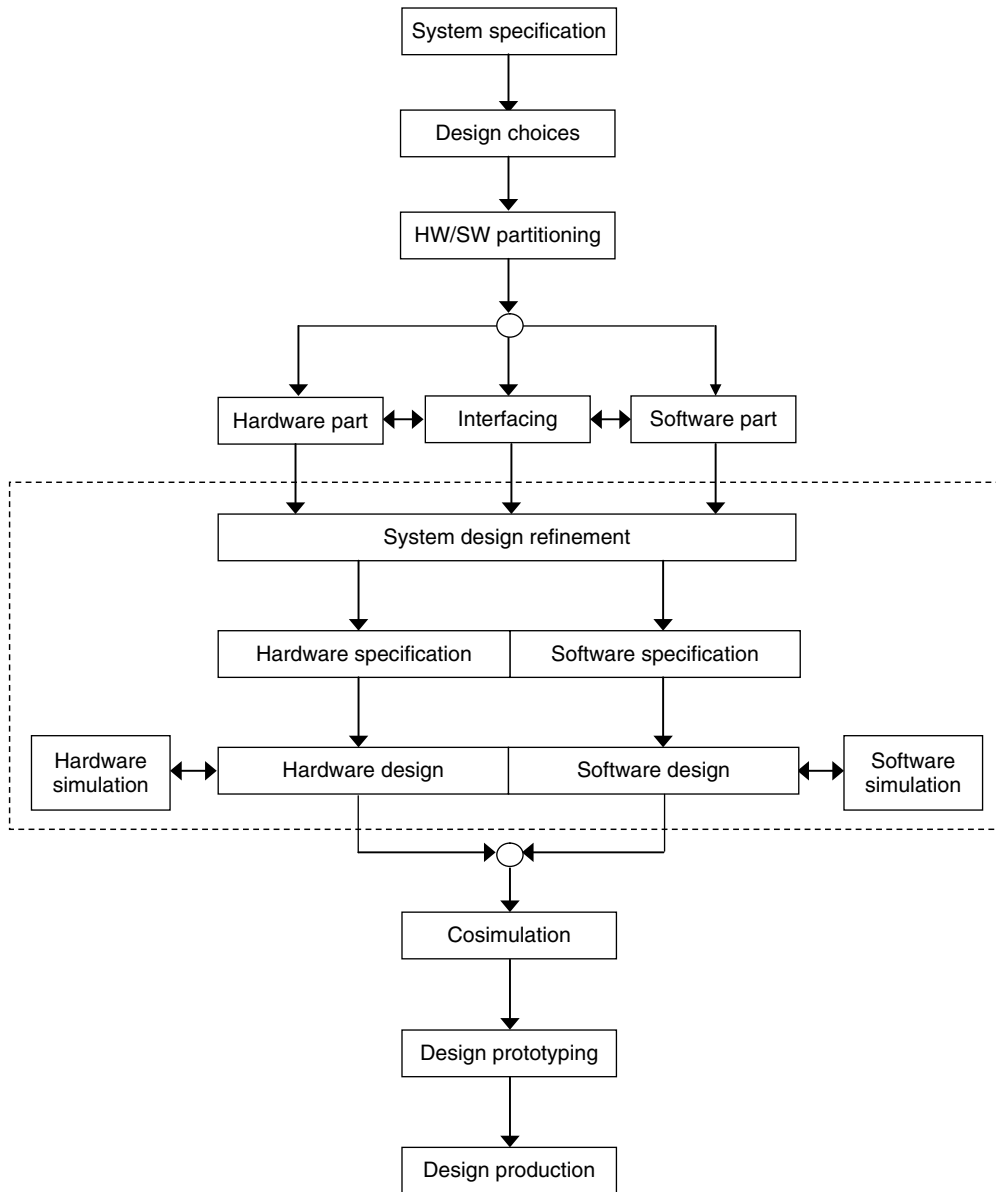 System specification
Design choices
HW/SW partitioning
Hardware part
Interfacing
Software part
System design refinement
Hardware specification
Software specification
Hardware
simulation
Hardware design
Software design
Software
simulation
Cosimulation
Design prototyping
Design production